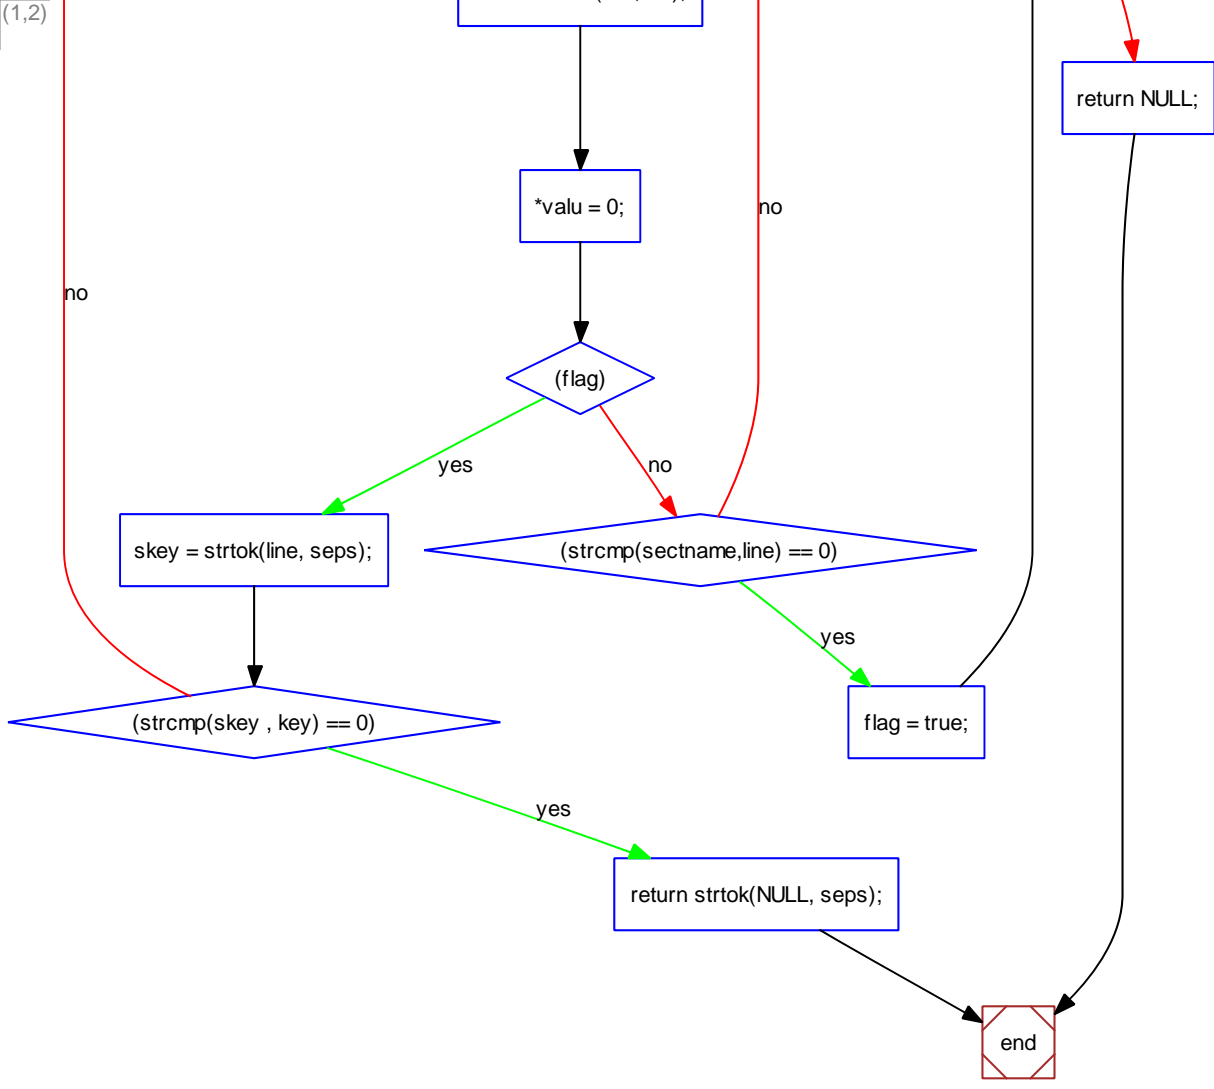 (1,2)
return NULL;
*valu = 0;
no
no
(flag)
yes
no
skey = strtok(line, seps);
(strcmp(sectname,line) == 0)
yes
(strcmp(skey , key) == 0)
flag = true;
yes
return strtok(NULL, seps);
end